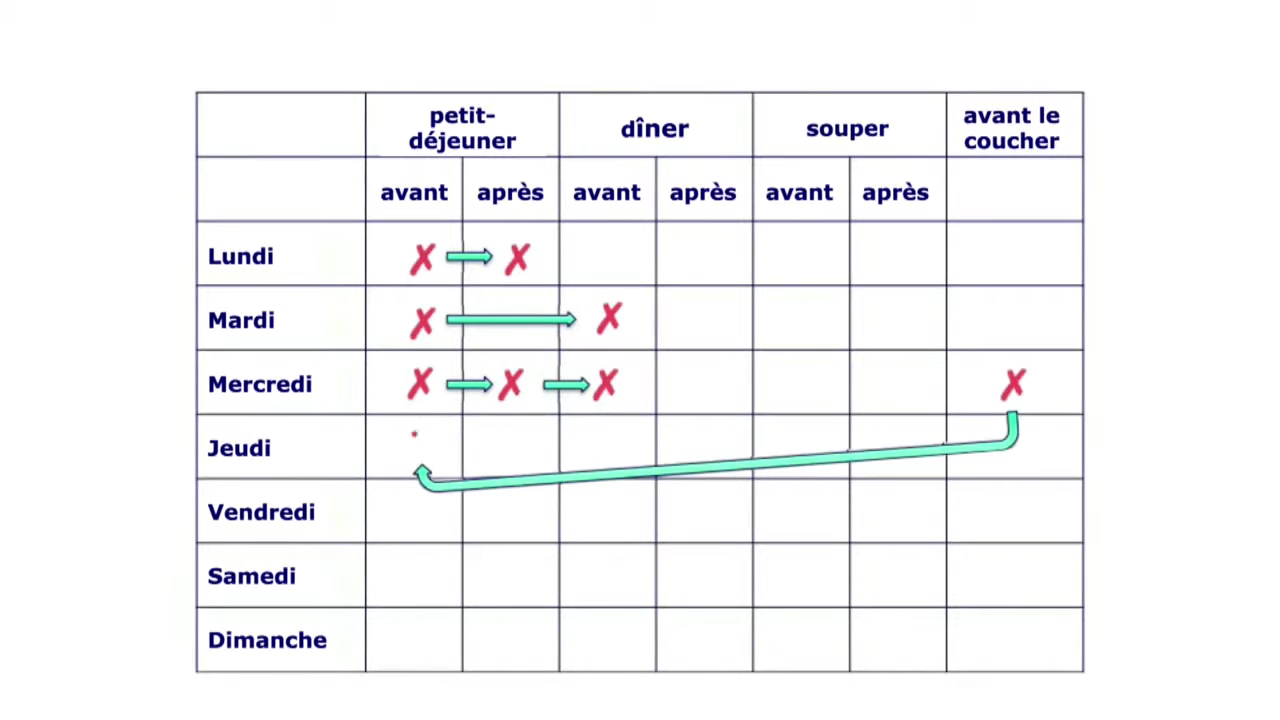 petit-
déjeuner
dîner
souper
avant le
coucher
avant
après
avant
après
avant
après
Lundi
Mardi
Mercredi
Jeudi
Vendredi
Samedi
Dimanche